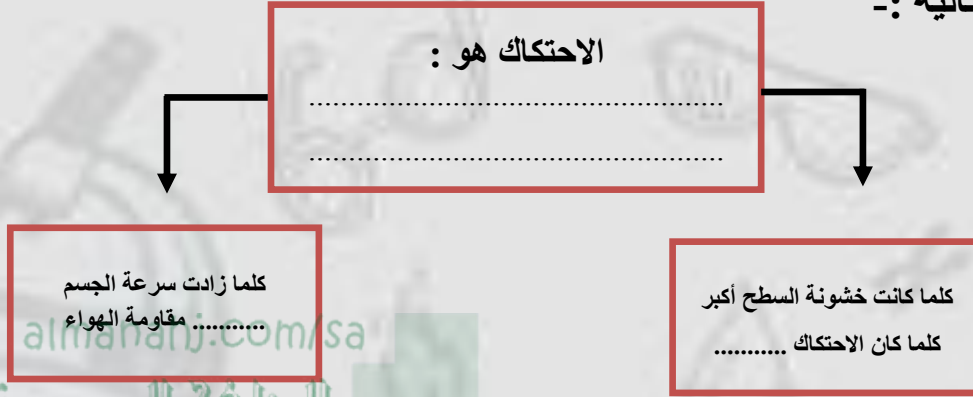 الاحتكاك هو :
.......................................................
.......................................................
كلما كانت خشونة السطح أكبر
كلما كان الاحتكاك ...........
كلما زادت سرعة الجسم
........... مقاومة الهواء
almanahj.com/sa